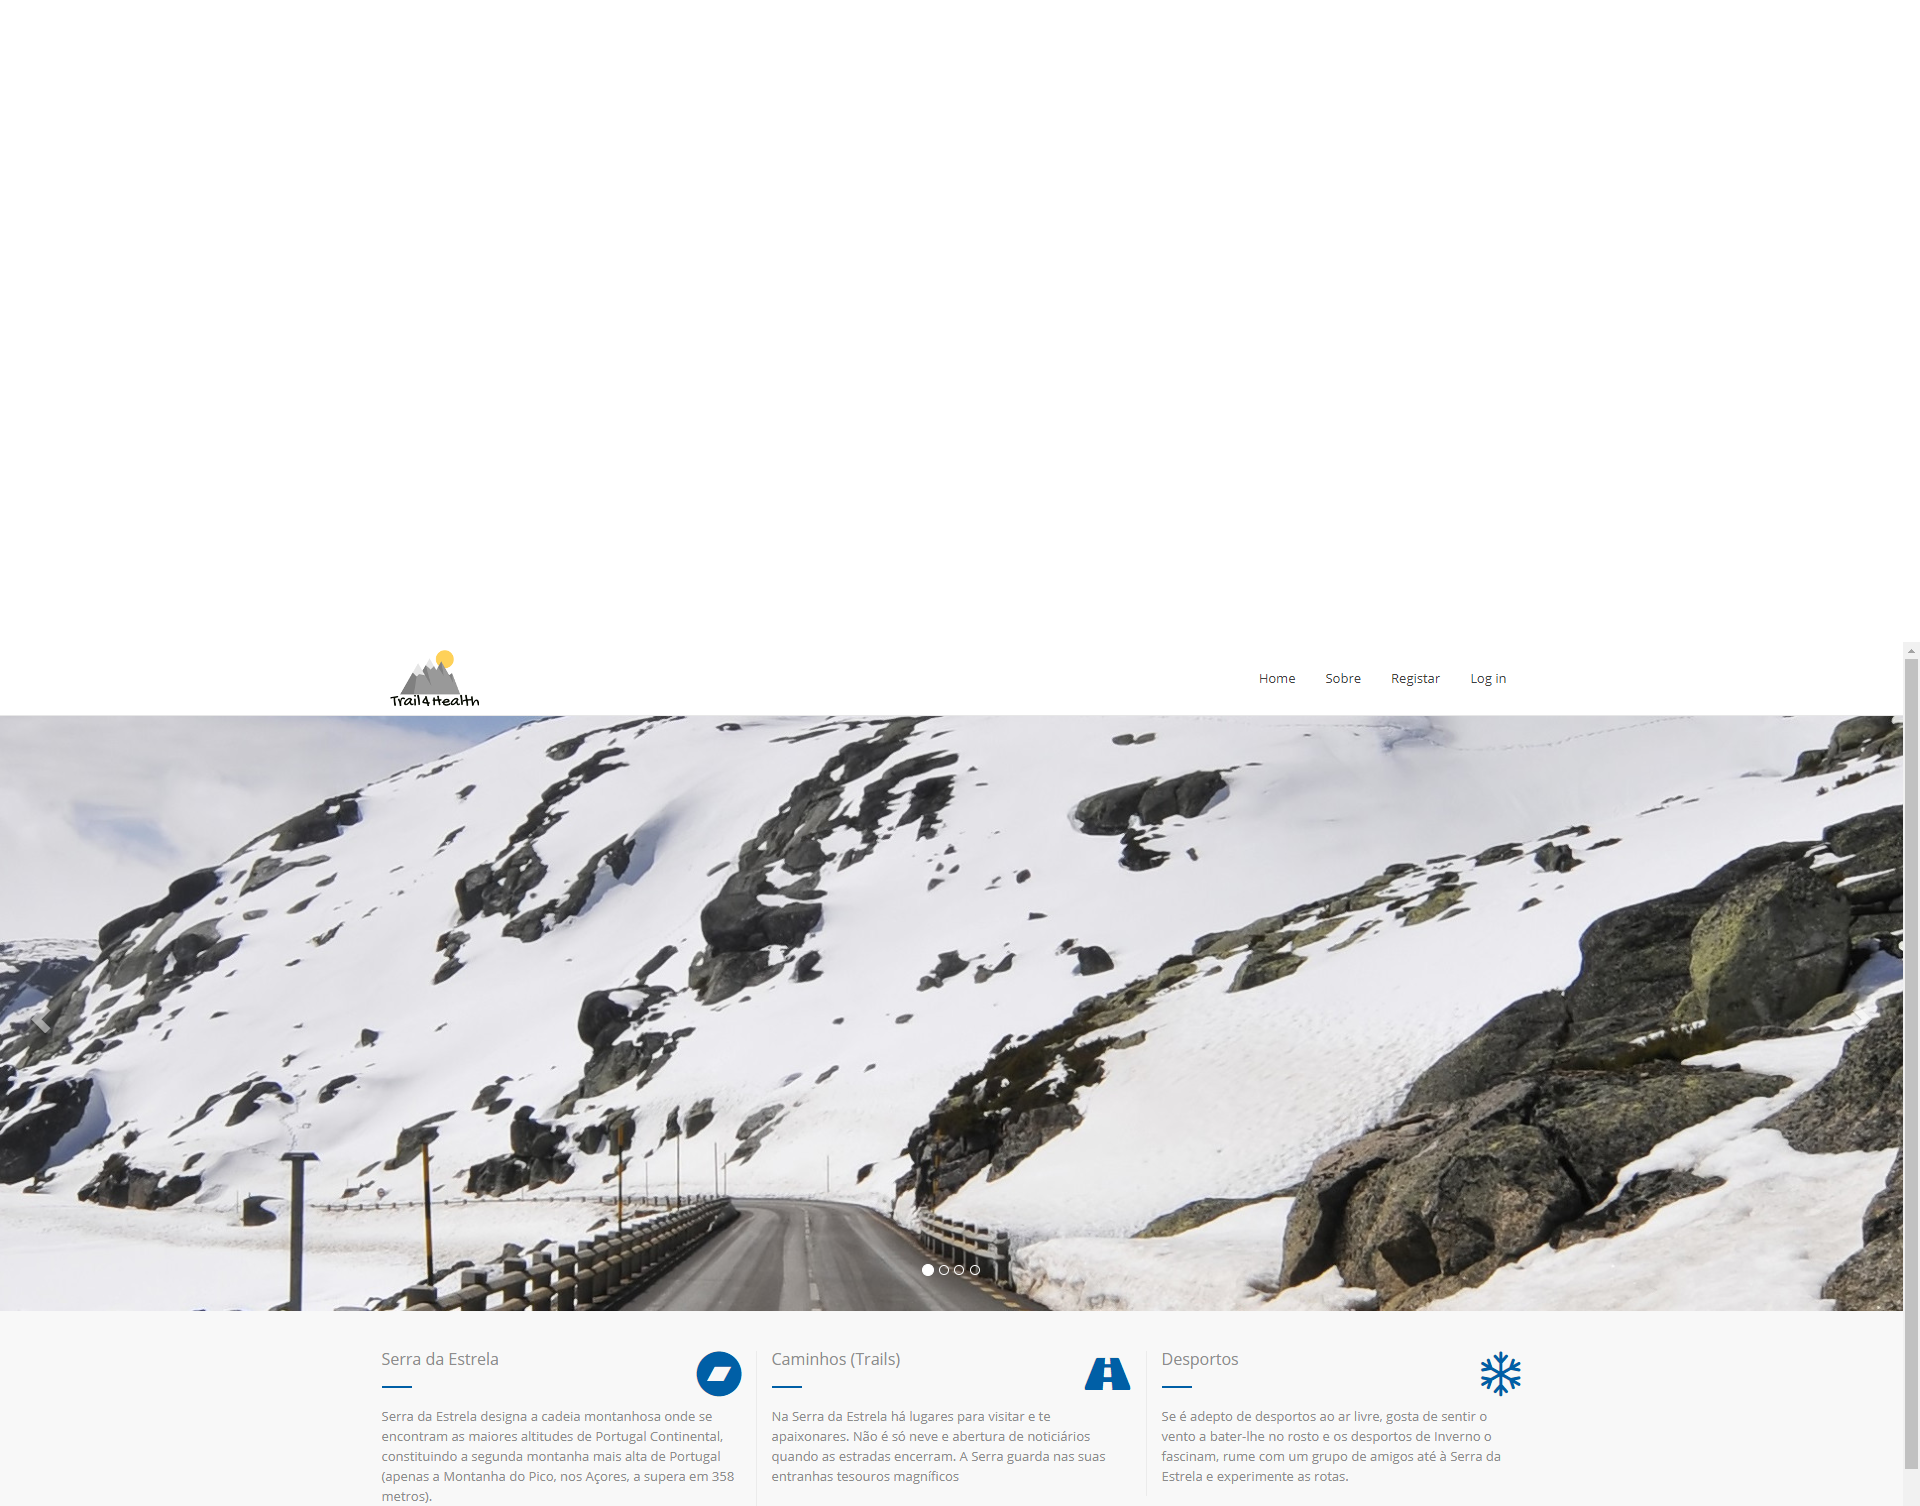 Trail4Health
Home Sobre Registar Log in
Serra da Estrela
Serra da Estrela designa a cadeia montanhosa onde se
encontram as maiores altitudes de Portugal Continental,
constituindo a segunda montanha mais alta de Portugal
(apenas a Montanha do Pico, nos Açores, a supera em 358
metros).
Caminhos (Trails)
Na Serra da Estrela há lugares para visitar e te
apaixonares. Não é só neve e abertura de noticiários
quando as estradas encerram. A Serra guarda nas suas
entranhas tesouros magníficos
Desportos
Se é adepto de desportos ao ar livre, gosta de sentir o
vento a bater-lhe no rosto e os desportos de Inverno o
fascinam, rume com um grupo de amigos até à Serra da
Estrela e experimente as rotas.